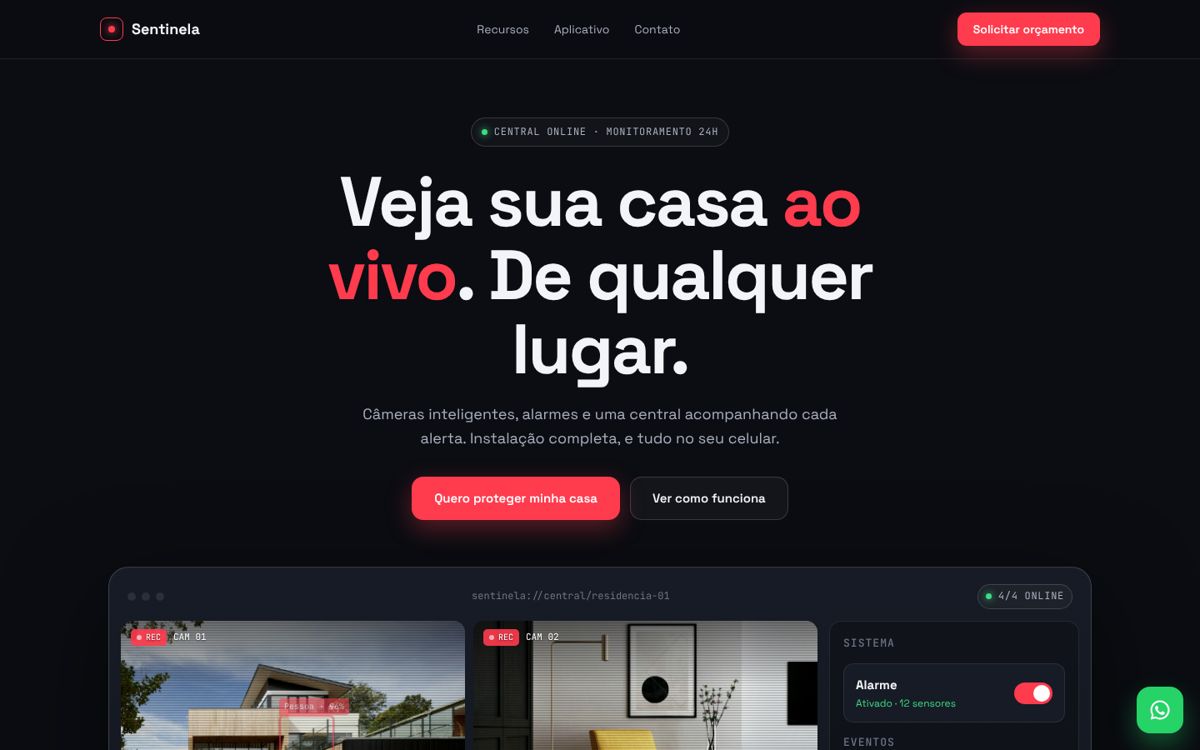 Sentinela
Recursos
Aplicativo
Contato
Solicitar orçamento
CENTRAL ONLINE · MONITORAMENTO 24H
Veja sua casa ao
vivo. De qualquer
lugar.
Câmeras inteligentes, alarmes e uma central acompanhando cada
alerta. Instalação completa, e tudo no seu celular.
Quero proteger minha casa
Ver como funciona
sentinela://central/residencia-01
4/4 ONLINE
REC CAM 01
Pessoa · 96%
REC CAM 02
SISTEMA
Alarme
Ativado · 12 sensores
EVENTOS